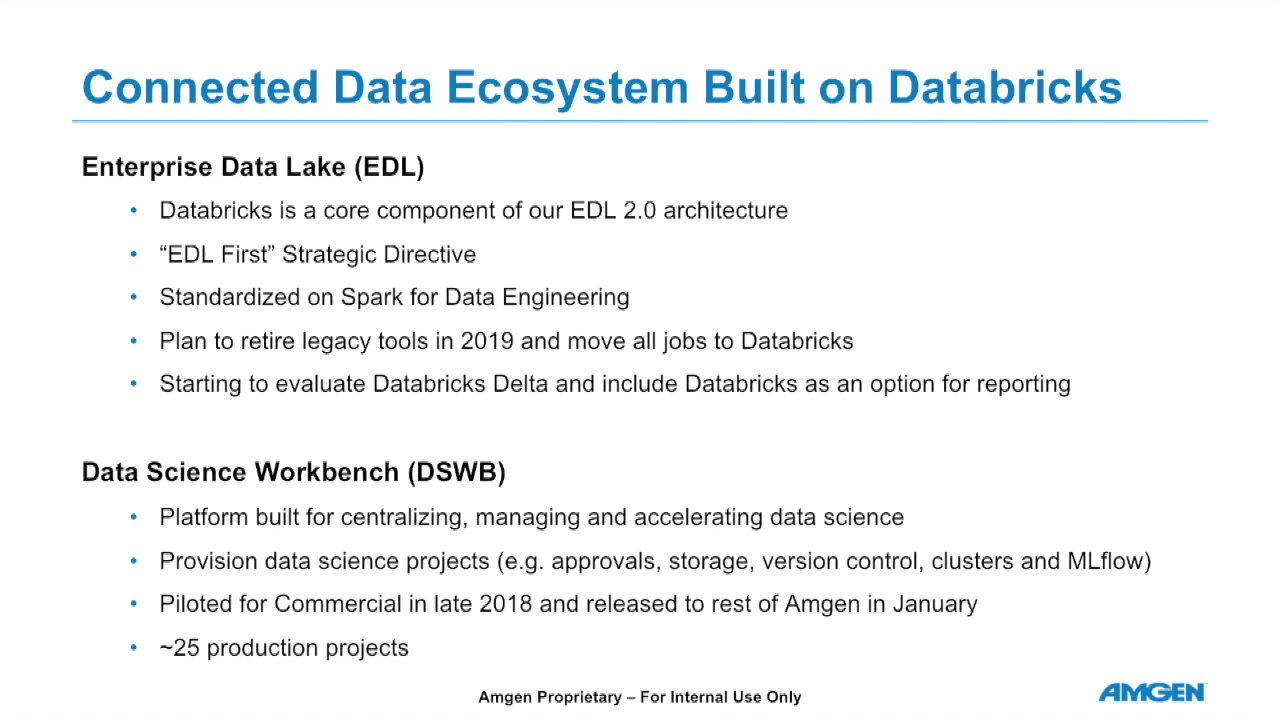 Connected Data Ecosystem Built on Databricks
Enterprise Data Lake (EDL)
• Databricks is a core component of our EDL 2.0 architecture
• “EDL First” Strategic Directive
• Standardized on Spark for Data Engineering
• Plan to retire legacy tools in 2019 and move all jobs to Databricks
• Starting to evaluate Databricks Delta and include Databricks as an option for reporting
Data Science Workbench (DSWB)
• Platform built for centralizing, managing and accelerating data science
• Provision data science projects (e.g. approvals, storage, version control, clusters and MLflow)
• Piloted for Commercial in late 2018 and released to rest of Amgen in January
• ~25 production projects
Amgen Proprietary – For Internal Use Only
AMGEN